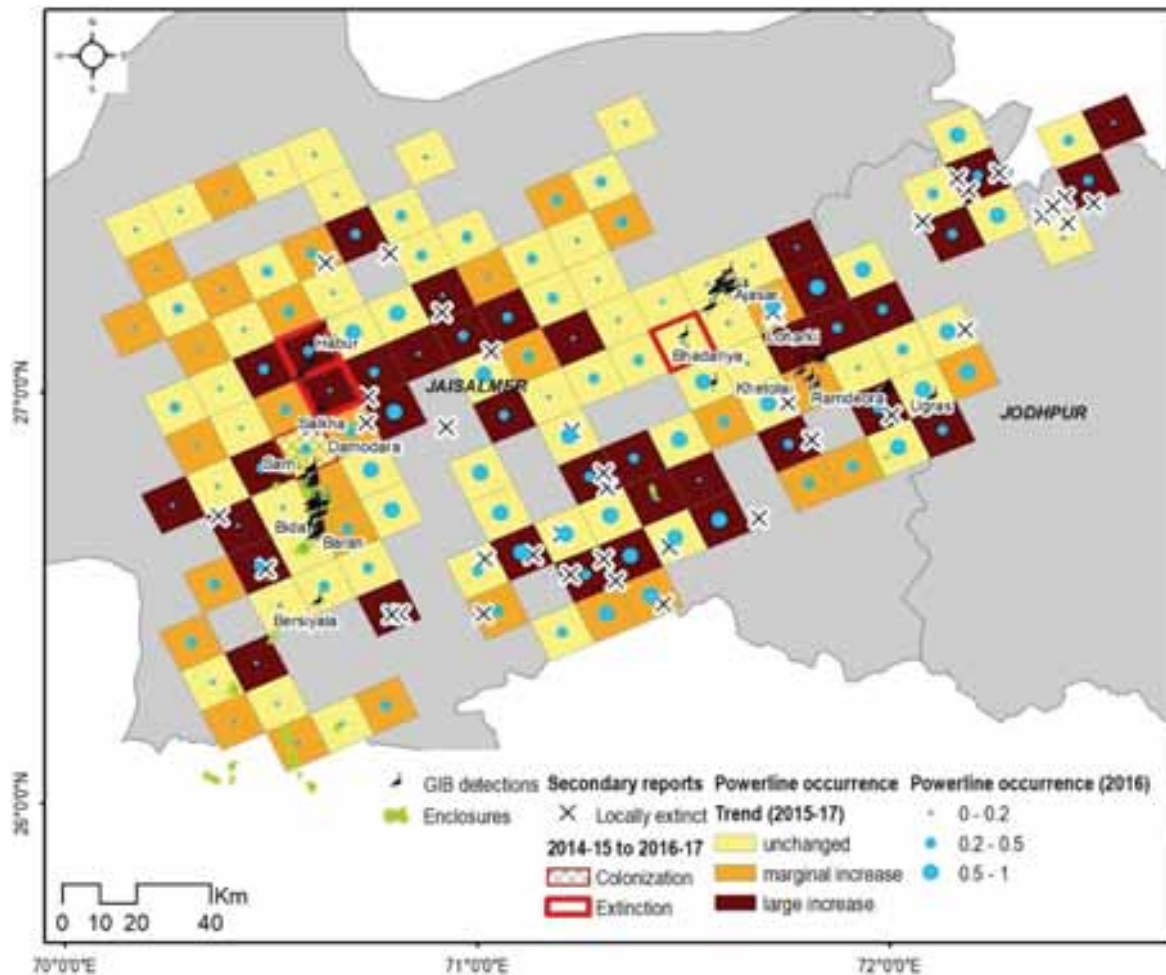 Habur
JAISALMER
Salkha
Damodara
Sam
Bida
Baran
Bersiyala
Ajasar
Loharki
Bhadariya
Khetolai
Ramdeora
Ugras
JODHPUR
27°0'0"N
26°0'0"N
GIB detections
Enclosures
Secondary reports
Locally extinct
2014-15 to 2016-17
Colonization
Extinction
Powerline occurrence
Trend (2015-17)
unchanged
marginal increase
large increase
Powerline occurrence (2016)
0 - 0.2
0.2 - 0.5
0.5 - 1
Km
0 10 20 40
70°0'0"E
71°0'0"E
72°0'0"E